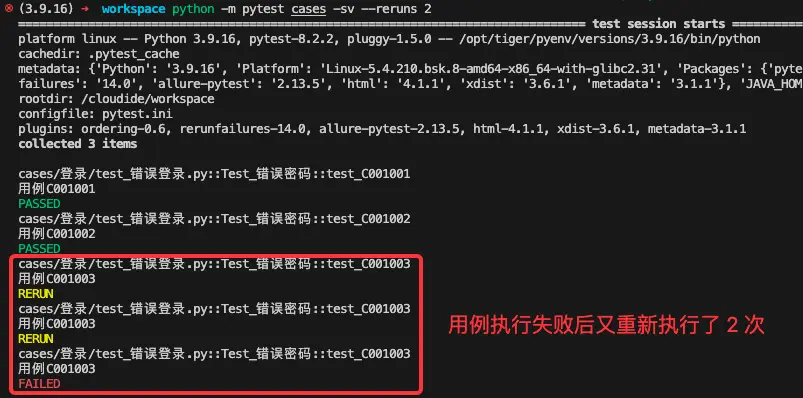 (3.9.16) → workspace python -m pytest cases -sv --reruns 2
test session starts
platform linux -- Python 3.9.16, pytest-8.2.2, pluggy-1.5.0 -- /opt/tiger/pyenv/versions/3.9.16/bin/python
cachedir: .pytest_cache
metadata: {'Python': '3.9.16', 'Platform': 'Linux-5.4.210.bsk.8-amd64-x86_64-with-glibc2.31', 'Packages': {'pyte
failures': '14.0', 'allure-pytest': '2.13.5', 'html': '4.1.1', 'xdist': '3.6.1', 'metadata': '3.1.1'}, 'JAVA_HOM
rootdir: /cloudide/workspace
configfile: pytest.ini
plugins: ordering-0.6, rerunfailures-14.0, allure-pytest-2.13.5, html-4.1.1, xdist-3.6.1, metadata-3.1.1
collected 3 items
cases/登录/test_错误登录.py::Test_错误密码::test_C001001
用例C001001
PASSED
cases/登录/test_错误登录.py::Test_错误密码::test_C001002
用例C001002
PASSED
cases/登录/test_错误登录.py::Test_错误密码::test_C001003
用例C001003
RERUN
cases/登录/test_错误登录.py::Test_错误密码::test_C001003
用例C001003
RERUN
cases/登录/test_错误登录.py::Test_错误密码::test_C001003
用例C001003
FAILED
用例执行失败后又重新执行了 2 次